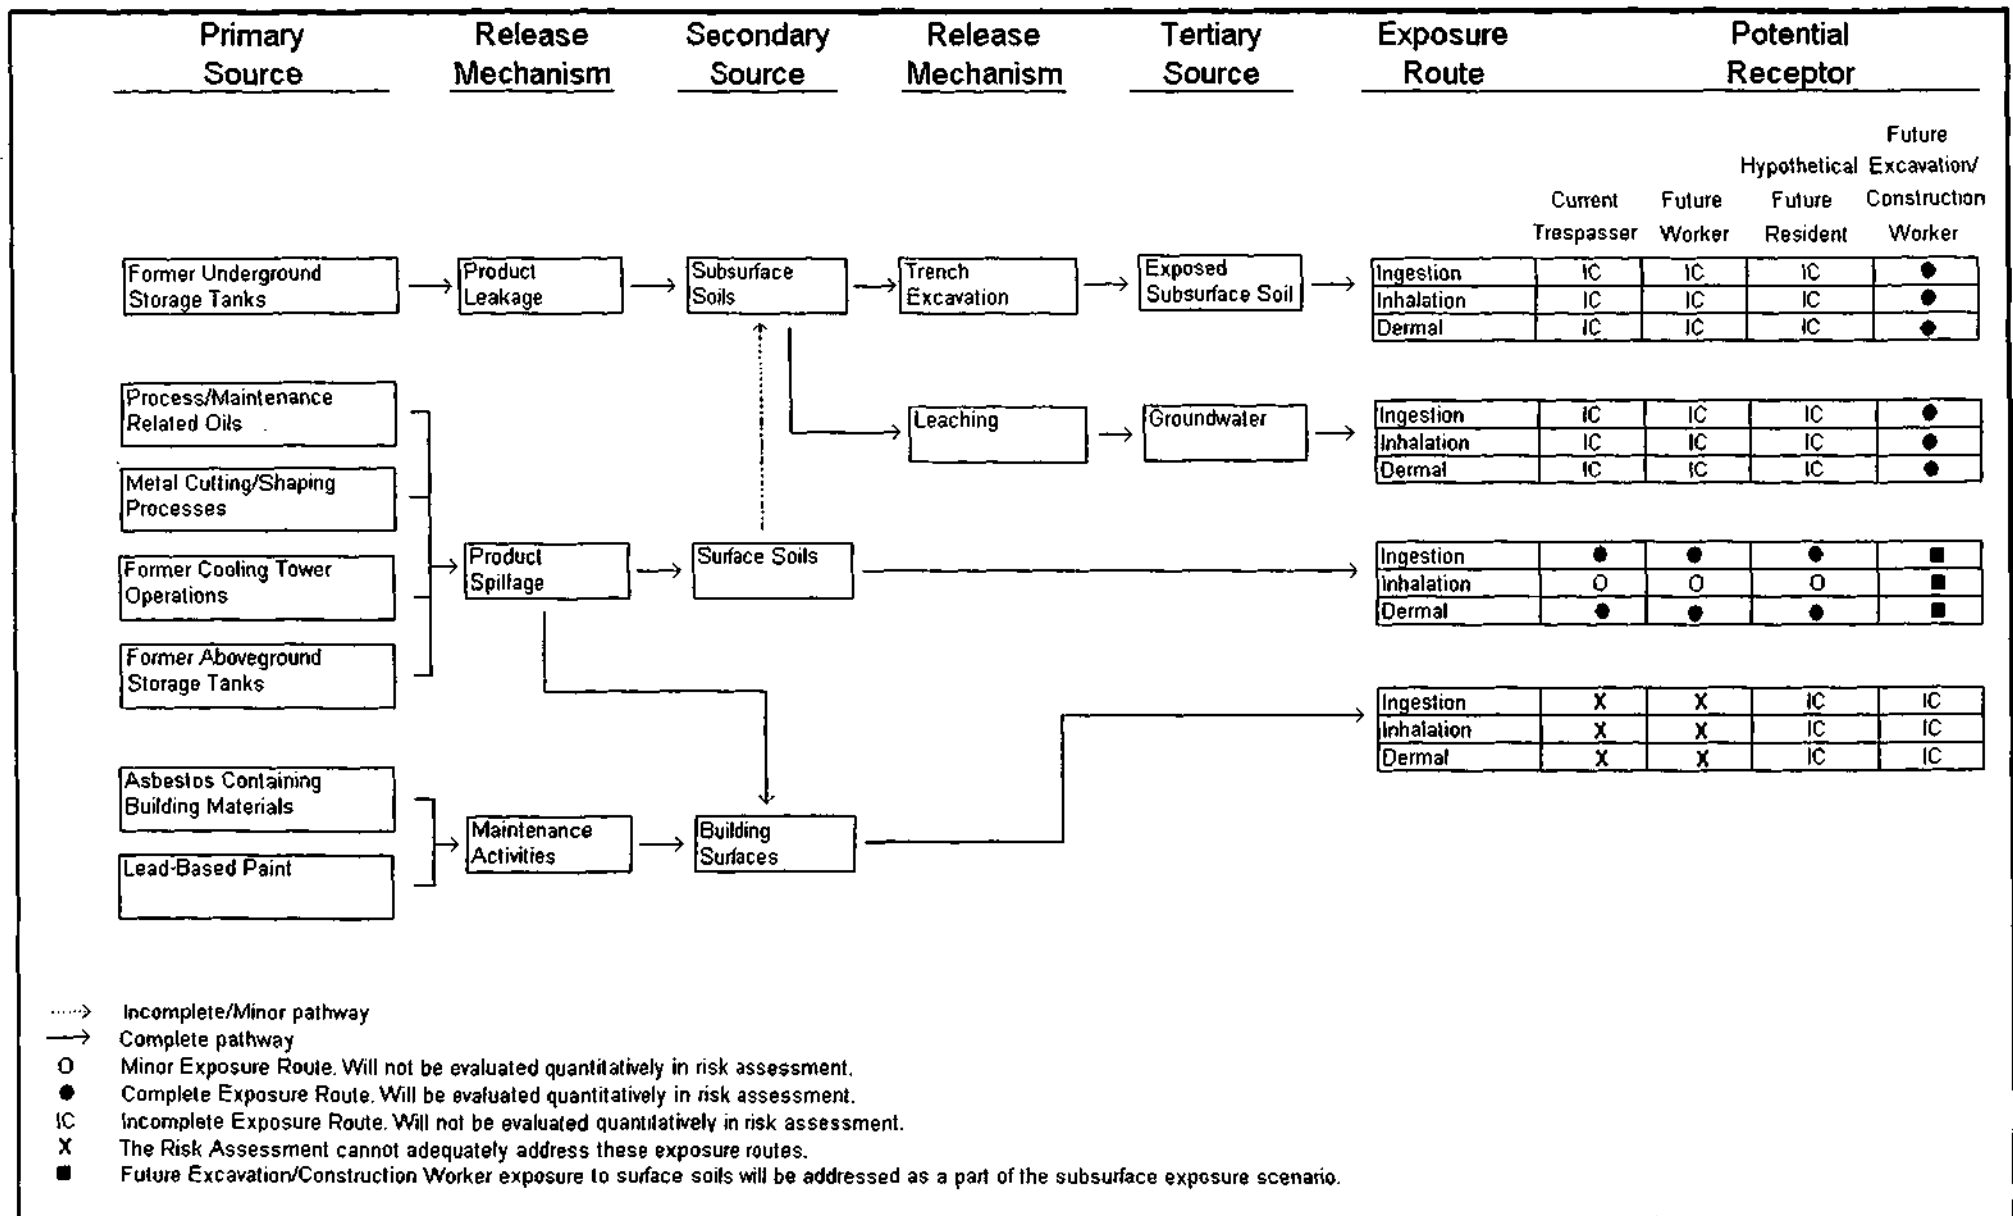 Primary Source
Release Mechanism
Secondary Source
Release Mechanism
Tertiary Source
Exposure Route
Potential Receptor
Current Trespasser
Future Worker
Hypothetical Future Resident
Future Excavation/ Construction Worker
Former Underground
Storage Tanks
Product
Leakage
Subsurface
Soils
Trench
Excavation
Exposed
Subsurface Soil
Ingestion IC IC IC ●
Inhalation IC IC IC ●
Dermal IC IC IC ●
Process/Maintenance
Related Oils
Leaching
Groundwater
Ingestion IC IC IC ●
Inhalation IC IC IC ●
Dermal IC IC IC ●
Metal Cutting/Shaping
Processes
Former Cooling Tower
Operations
Product
Spillage
Surface Soils
Ingestion ● ● ● ■
Inhalation O O O ■
Dermal ● ● ● ■
Former Aboveground
Storage Tanks
Ingestion X X IC IC
Inhalation X X IC IC
Dermal X X IC IC
Asbestos Containing
Building Materials
Maintenance
Activities
Building
Surfaces
Lead-Based Paint
Incomplete/Minor pathway
Complete pathway
O Minor Exposure Route. Will not be evaluated quantitatively in risk assessment.
● Complete Exposure Route. Will be evaluated quantitatively in risk assessment.
IC Incomplete Exposure Route. Will not be evaluated quantitatively in risk assessment.
X The Risk Assessment cannot adequately address these exposure routes.
■ Future Excavation/Construction Worker exposure to surface soils will be addressed as a part of the subsurface exposure scenario.